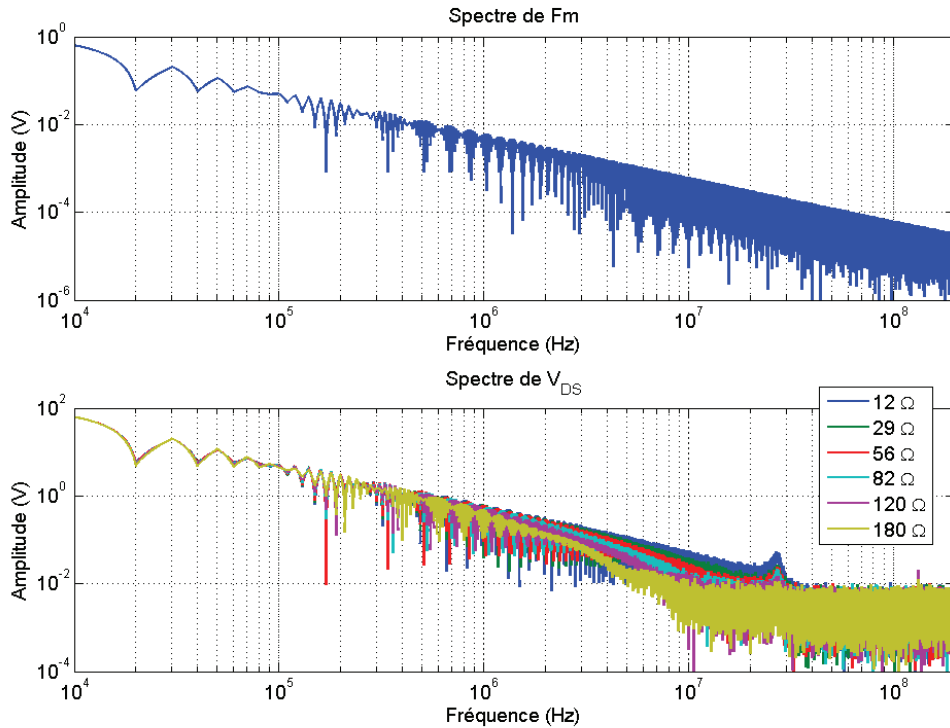 Spectre de Fm
10^0
10^-2
10^-4
10^-6
Amplitude (V)
10^4
10^5
10^6
10^7
10^8
Fréquence (Hz)
Spectre de V_DS
10^2
10^0
10^-2
10^-4
Amplitude (V)
10^4
10^5
10^6
10^7
10^8
Fréquence (Hz)
12 Ω
29 Ω
56 Ω
82 Ω
120 Ω
180 Ω